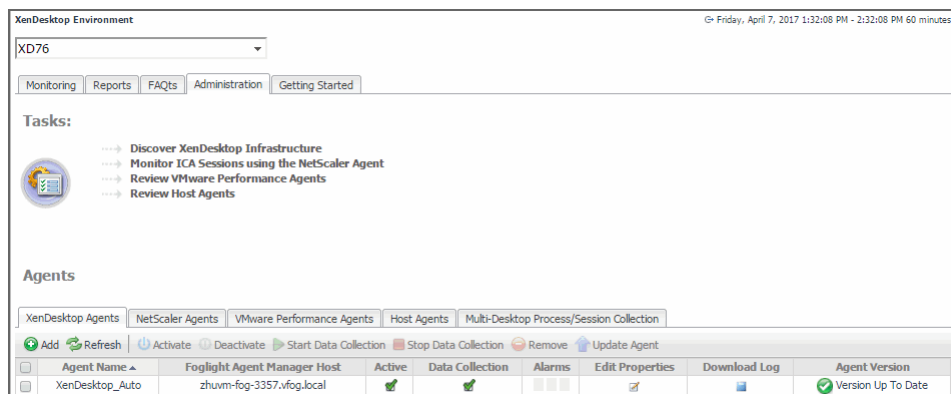 XenDesktop Environment
Friday, April 7, 2017 1:32:08 PM - 2:32:08 PM 60 minutes
XD76
Monitoring Reports FAQts Administration Getting Started
Tasks:
Discover XenDesktop Infrastructure
Monitor ICA Sessions using the NetScaler Agent
Review VMware Performance Agents
Review Host Agents
Agents
XenDesktop Agents NetScaler Agents VMware Performance Agents Host Agents Multi-Desktop Process/Session Collection
Add Refresh Activate Deactivate Start Data Collection Stop Data Collection Remove Update Agent
Agent Name Foglight Agent Manager Host Active Data Collection Alarms Edit Properties Download Log Agent Version
XenDesktop_Auto zhuvm-fog-3357.vfog.local Version Up To Date